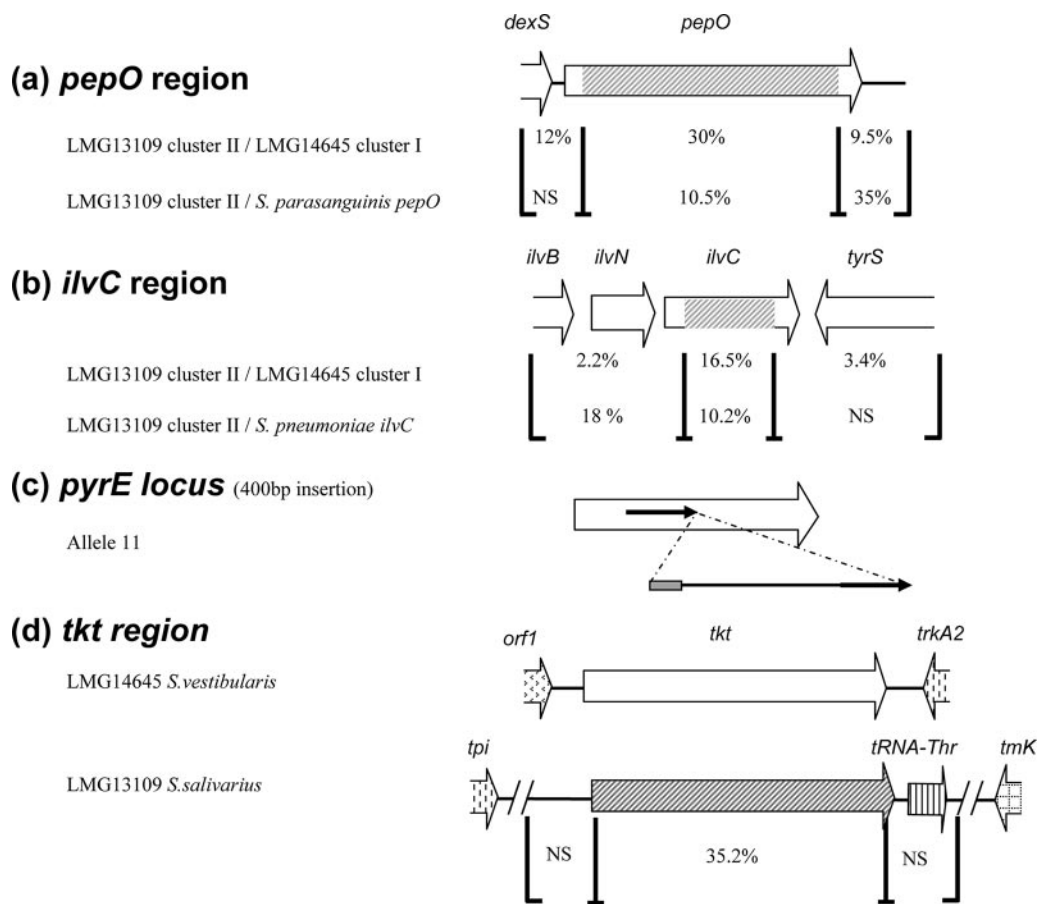 dexS pepO
(a) pepO region
LMG13109 cluster II / LMG14645 cluster I 12% 30% 9.5%
LMG13109 cluster II / S. parasanguinis pepO NS 10.5% 35%
ilvB ilvN ilvC tyrS
(b) ilvC region
LMG13109 cluster II / LMG14645 cluster I 2.2% 16.5% 3.4%
LMG13109 cluster II / S. pneumoniae ilvC 18 % 10.2% NS
(c) pyrE locus (400bp insertion)
Allele 11
(d) tkt region
orf1 tkt trkA2
LMG14645 S.vestibularis
tpi tRNA-Thr tmK
LMG13109 S.salivarius
NS 35.2% NS